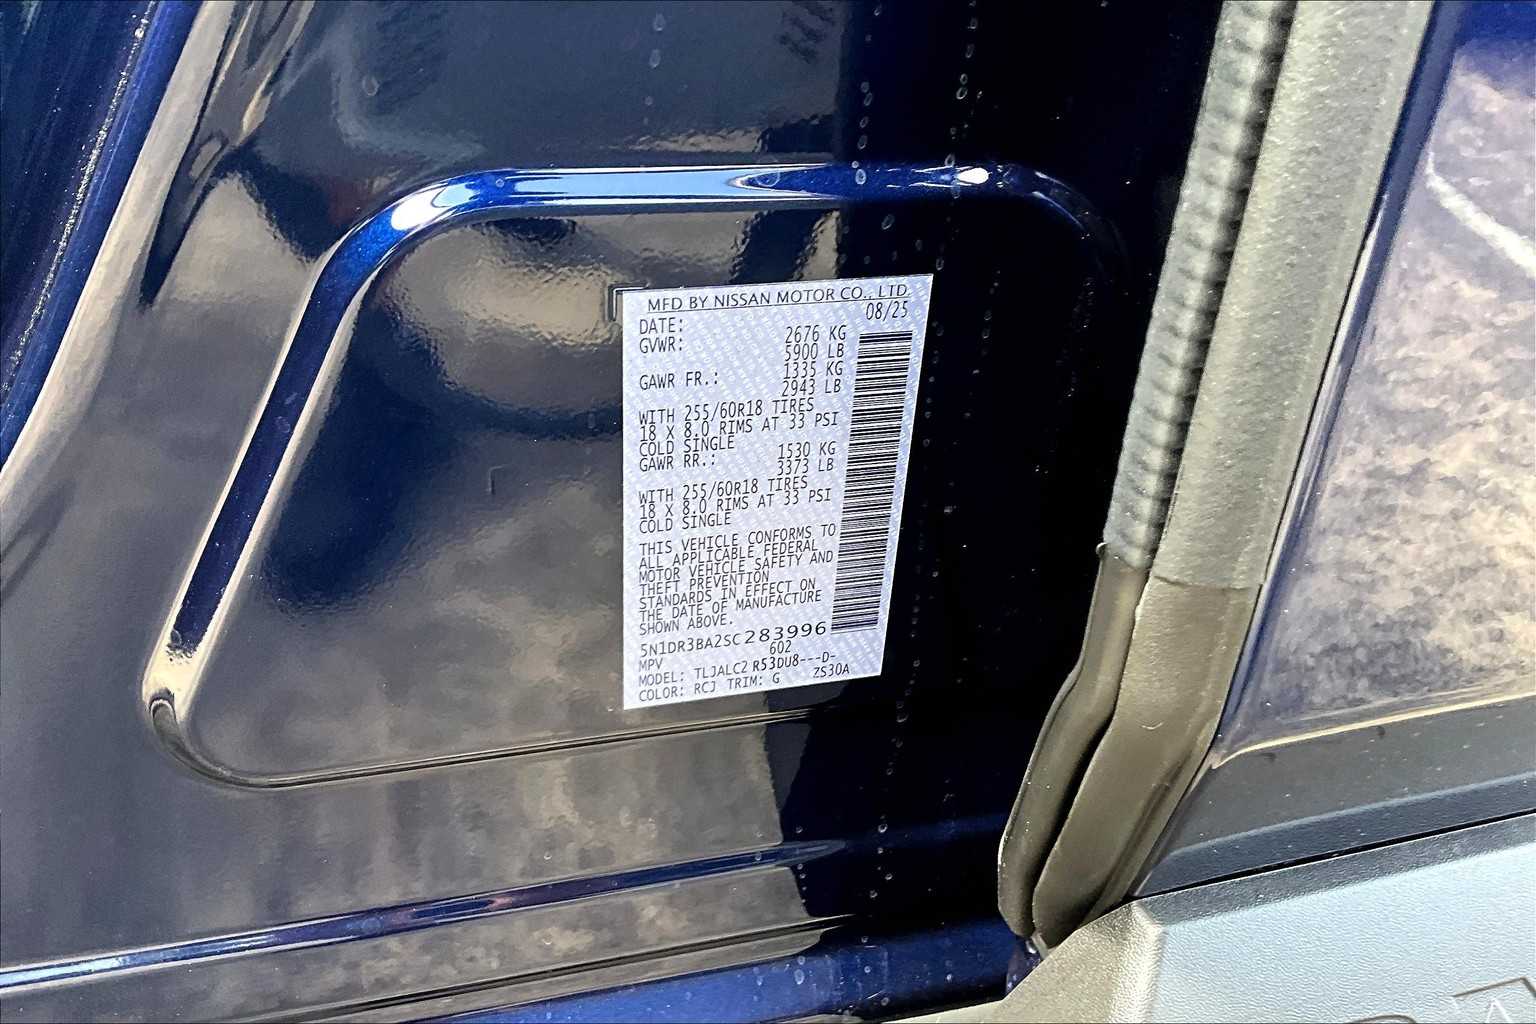 MFD BY NISSAN MOTOR CO., LTD.
DATE: 08/25
GVWR: 2676 KG
5900 LB
GAWR FR.: 1335 KG
2943 LB
WITH 255/60R18 TIRES
18 X 8.0 RIMS AT 33 PSI
COLD SINGLE
GAWR RR.: 1530 KG
3373 LB
WITH 255/60R18 TIRES
18 X 8.0 RIMS AT 33 PSI
COLD SINGLE
THIS VEHICLE CONFORMS TO
ALL APPLICABLE FEDERAL
MOTOR VEHICLE SAFETY AND
THEFT PREVENTION
STANDARDS IN EFFECT ON
THE DATE OF MANUFACTURE
SHOWN ABOVE.
5N1DR3BA2SC283996
MPV 602
MODEL: TLJALC2 R53DU8---D-
COLOR: RCJ TRIM: G ZS30A